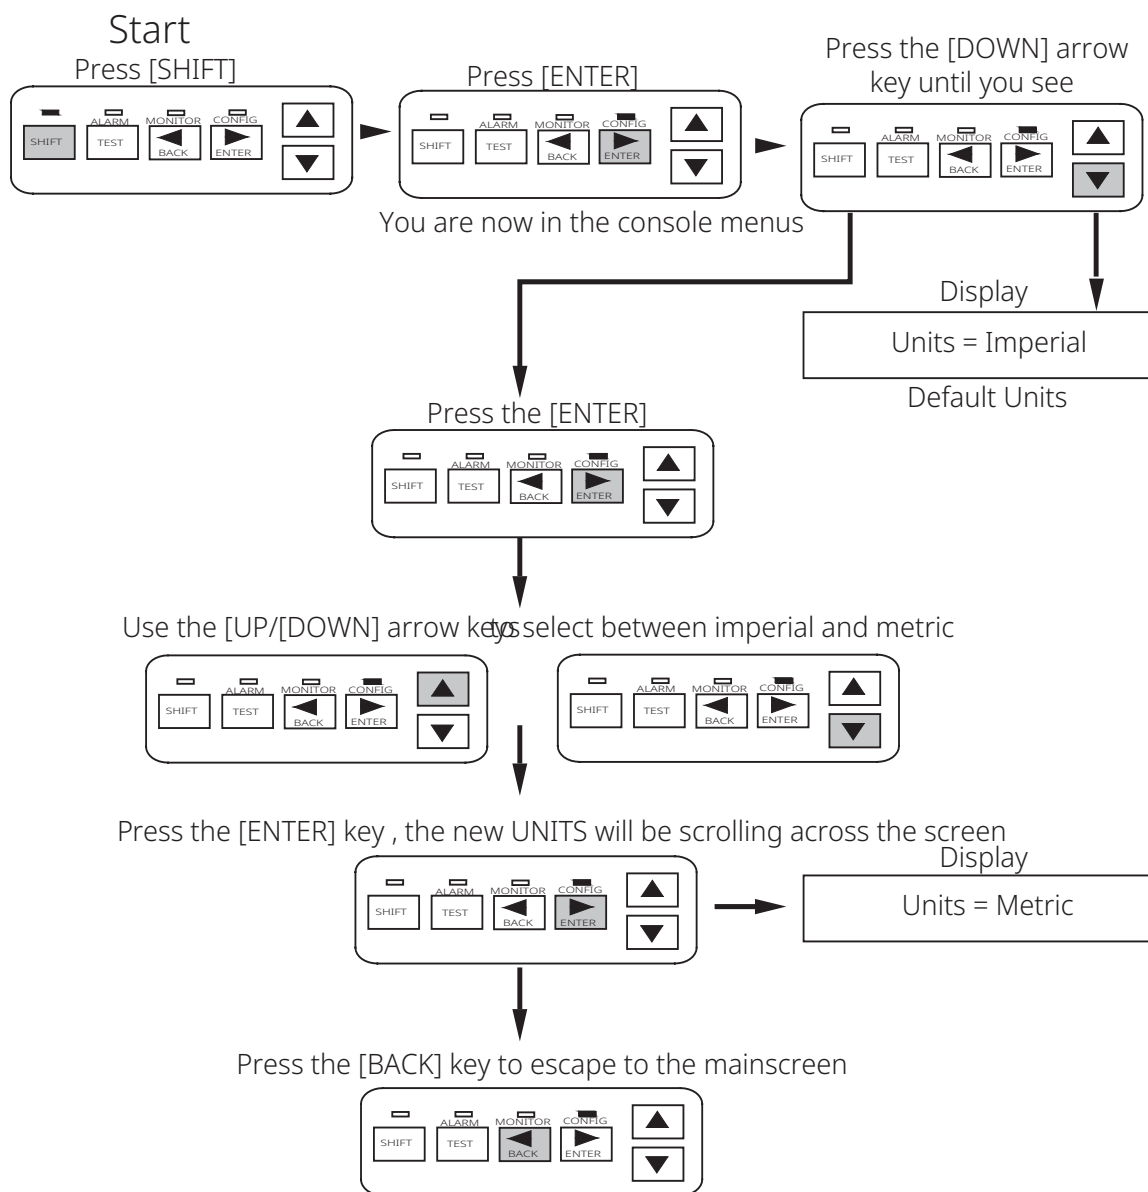 Start
Press [SHIFT]
SHIFT
ALARM
TEST
MONITOR
BACK
CONFIG
ENTER
Press [ENTER]
SHIFT
ALARM
TEST
MONITOR
BACK
CONFIG
ENTER
You are now in the console menus
Press the [DOWN] arrow
key until you see
SHIFT
ALARM
TEST
MONITOR
BACK
CONFIG
ENTER
Display
Units = Imperial
Default Units
Press the [ENTER]
SHIFT
ALARM
TEST
MONITOR
BACK
CONFIG
ENTER
Use the [UP/[DOWN] arrow keys to select between imperial and metric
SHIFT
ALARM
TEST
MONITOR
BACK
CONFIG
ENTER
SHIFT
ALARM
TEST
MONITOR
BACK
CONFIG
ENTER
Press the [ENTER] key , the new UNITS will be scrolling across the screen
SHIFT
ALARM
TEST
MONITOR
BACK
CONFIG
ENTER
Display
Units = Metric
Press the [BACK] key to escape to the mainscreen
SHIFT
ALARM
TEST
MONITOR
BACK
CONFIG
ENTER